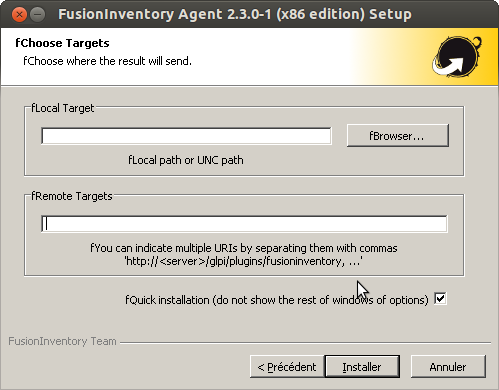 FusionInventory Agent 2.3.0-1 (x86 edition) Setup
fChoose Targets
fChoose where the result will send.
fLocal Target
fBrowser...
fLocal path or UNC path
fRemote Targets
fYou can indicate multiple URIs by separating them with commas
'http://<server>/glpi/plugins/fusioninventory, ...'
fQuick installation (do not show the rest of windows of options)
FusionInventory Team
< Précédent
Installer
Annuler